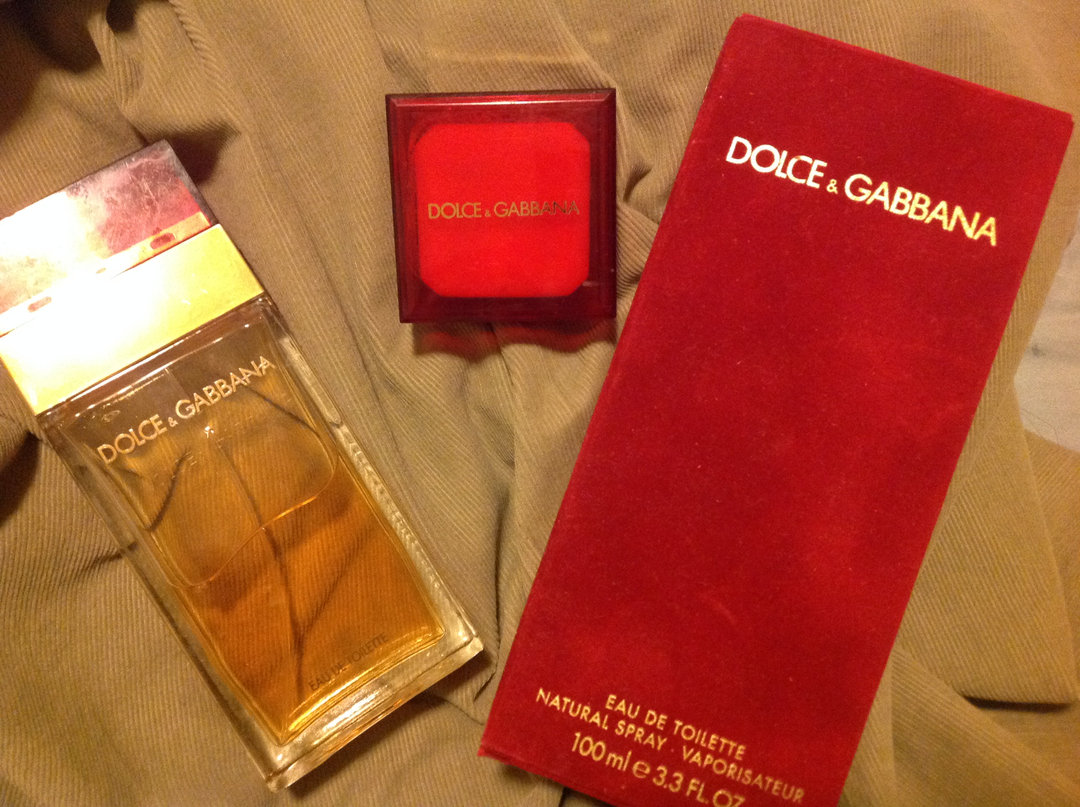 DOLCE & GABBANA
EAU DE TOILETTE
DOLCE & GABBANA
DOLCE & GABBANA
EAU DE TOILETTE
NATURAL SPRAY VAPORISATEUR
100 ml e 3.3 FL. OZ